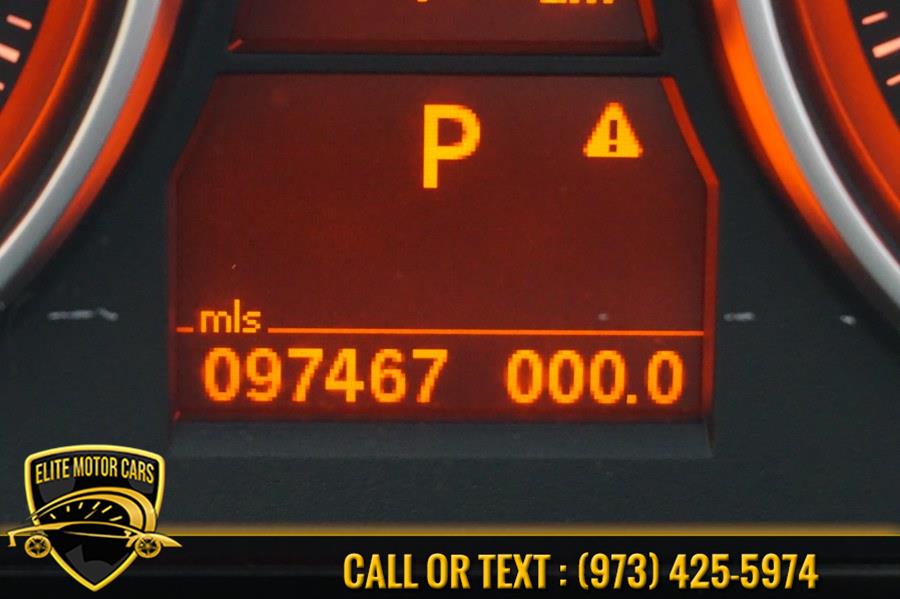 P
mls
097467 000.0
ELITE MOTOR CARS
CALL OR TEXT : (973) 425-5974